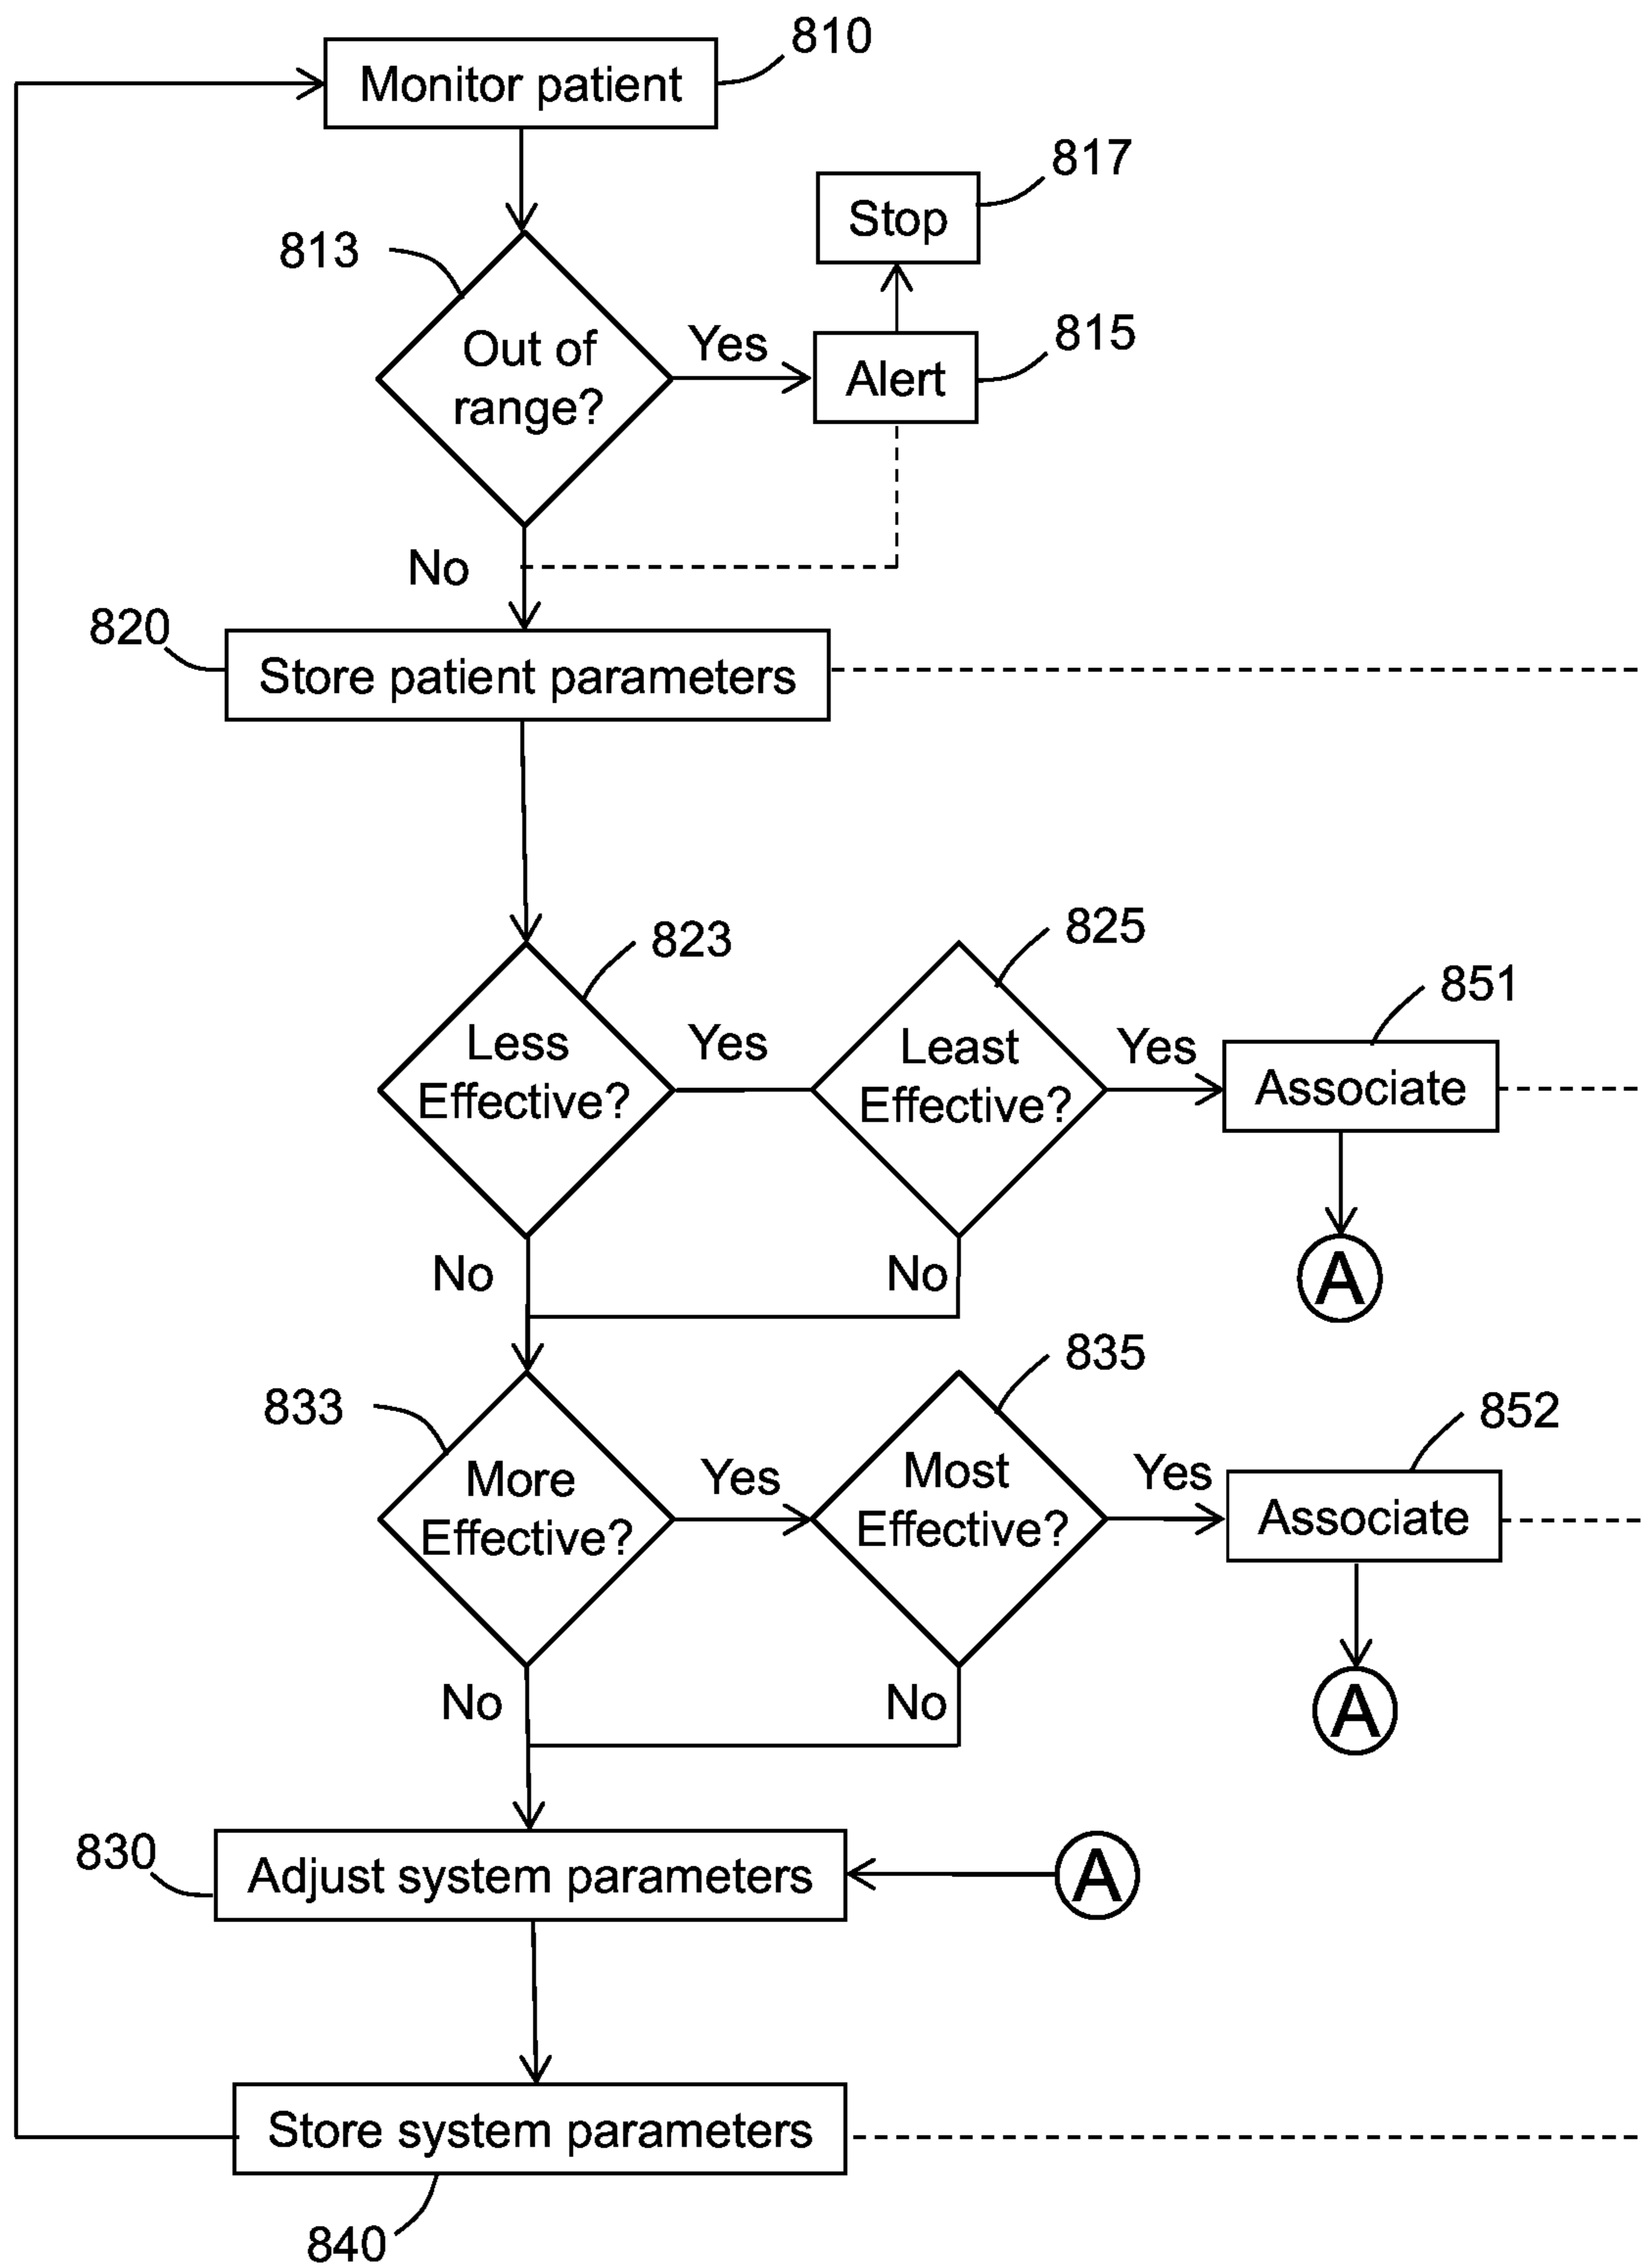 810
Monitor patient
817
Stop
813
Out of
range?
Yes
815
Alert
No
820
Store patient parameters
823
825
851
Less
Effective?
Yes
Least
Effective?
Yes
Associate
No
No
A
833
835
852
More
Effective?
Yes
Most
Effective?
Yes
Associate
No
No
A
830
Adjust system parameters
A
Store system parameters
840